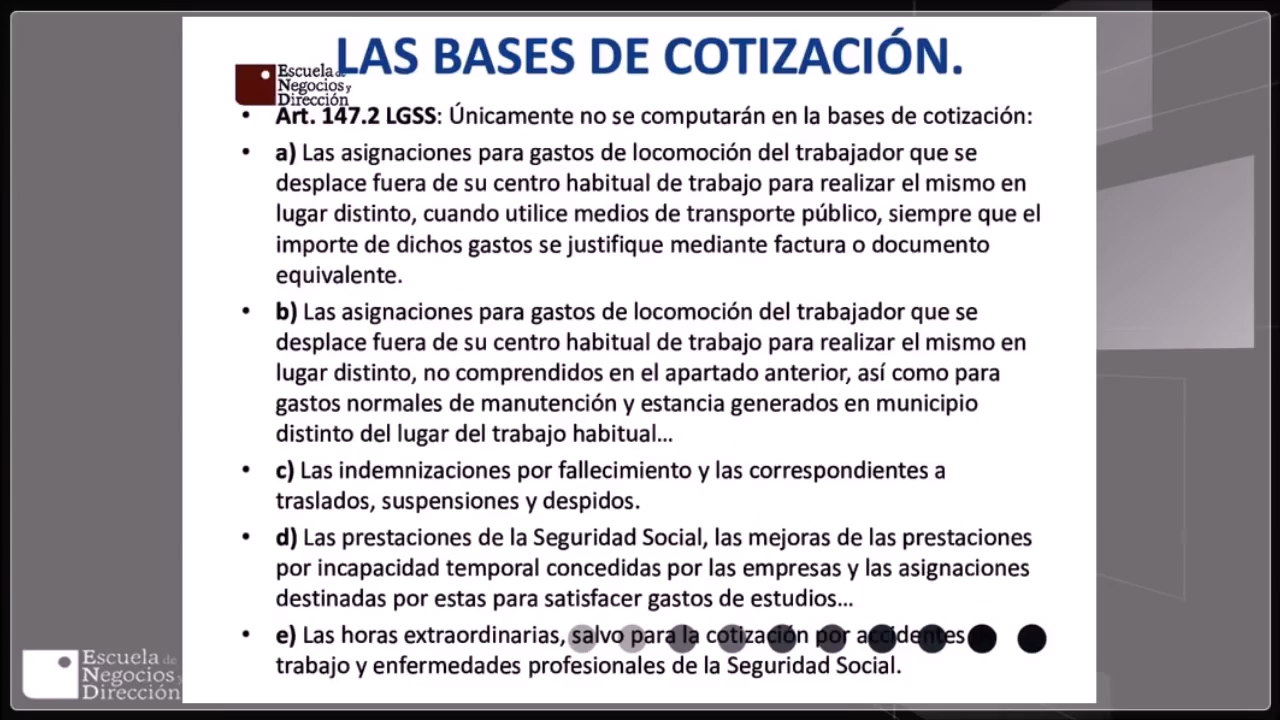 LAS BASES DE COTIZACIÓN.
Escuela de
Negocios y
Dirección
• Art. 147.2 LGSS: Únicamente no se computarán en la bases de cotización:
• a) Las asignaciones para gastos de locomoción del trabajador que se
desplace fuera de su centro habitual de trabajo para realizar el mismo en
lugar distinto, cuando utilice medios de transporte público, siempre que el
importe de dichos gastos se justifique mediante factura o documento
equivalente.
• b) Las asignaciones para gastos de locomoción del trabajador que se
desplace fuera de su centro habitual de trabajo para realizar el mismo en
lugar distinto, no comprendidos en el apartado anterior, así como para
gastos normales de manutención y estancia generados en municipio
distinto del lugar del trabajo habitual...
• c) Las indemnizaciones por fallecimiento y las correspondientes a
traslados, suspensiones y despidos.
• d) Las prestaciones de la Seguridad Social, las mejoras de las prestaciones
por incapacidad temporal concedidas por las empresas y las asignaciones
destinadas por estas para satisfacer gastos de estudios...
• e) Las horas extraordinarias, salvo para la cotización por accidentes
trabajo y enfermedades profesionales de la Seguridad Social.
Escuela de
Negocios y
Dirección